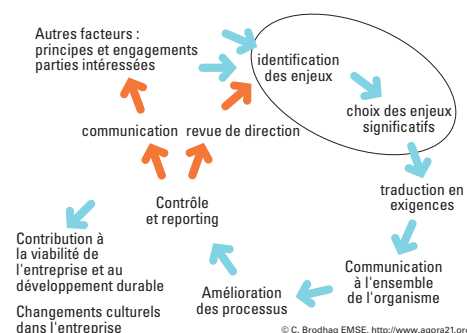 Autres facteurs :
principes et engagements
parties intéressées
identification
des enjeux
choix des enjeux
significatifs
communication
revue de direction
traduction en
exigences
Contrôle
et reporting
Contribution à
la viabilité de
l'entreprise et au
développement durable
Changements culturels
dans l'entreprise
Amélioration
des processus
Communication
à l'ensemble
de l'organisme
© C. Brodhag EMSE, http://www.agora21.org